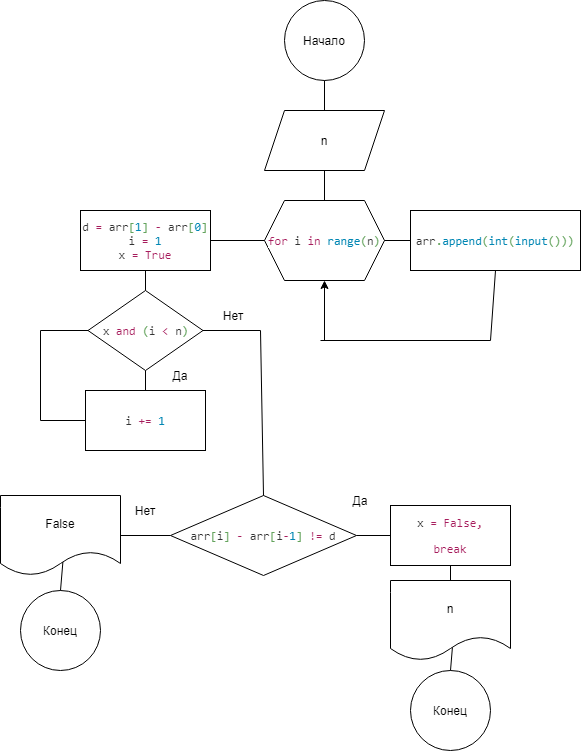 Начало
n
d = arr[1] - arr[0]
i = 1
x = True
for i in range(n)
arr.append(int(input()))
x and (i < n)
Нет
Да
i += 1
False
Нет
arr[i] - arr[i-1] != d
Да
x = False,
break
n
Конец
Конец